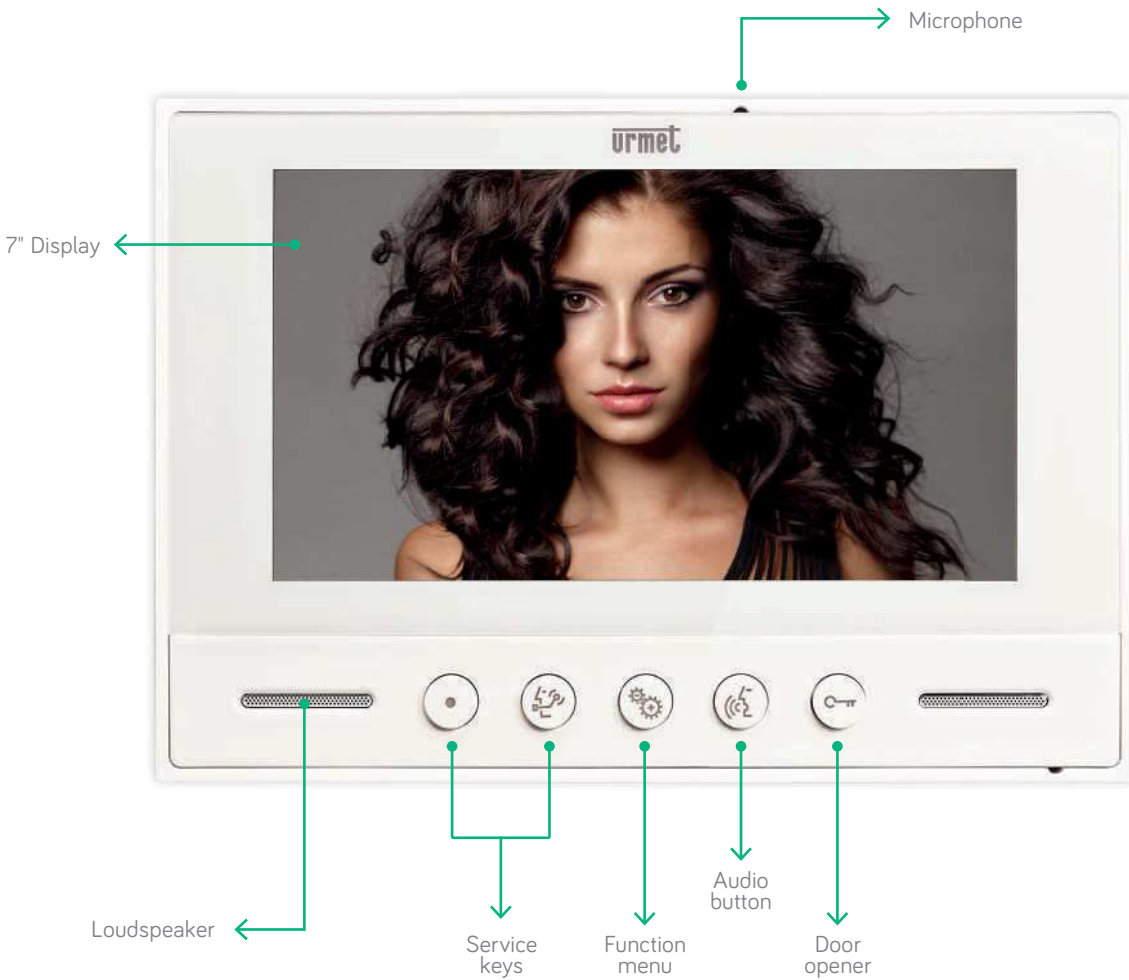 Microphone
urmet
7" Display
Loudspeaker
Service
keys
Function
menu
Audio
button
Door
opener